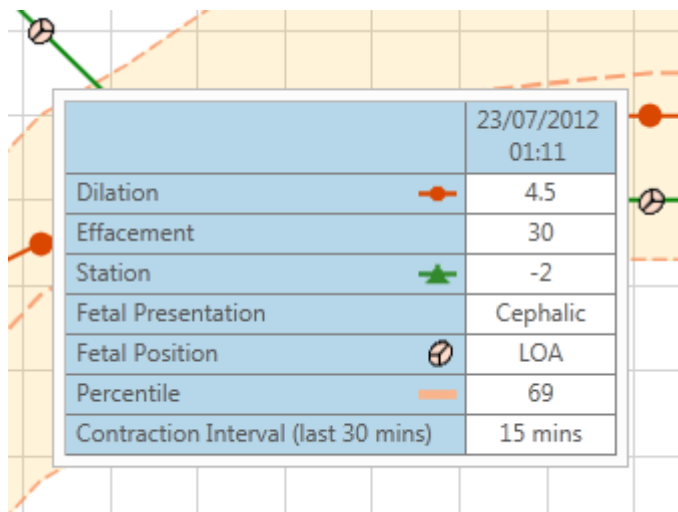 23/07/2012
01:11
Dilation 4.5
Effacement 30
Station -2
Fetal Presentation Cephalic
Fetal Position LOA
Percentile 69
Contraction Interval (last 30 mins) 15 mins